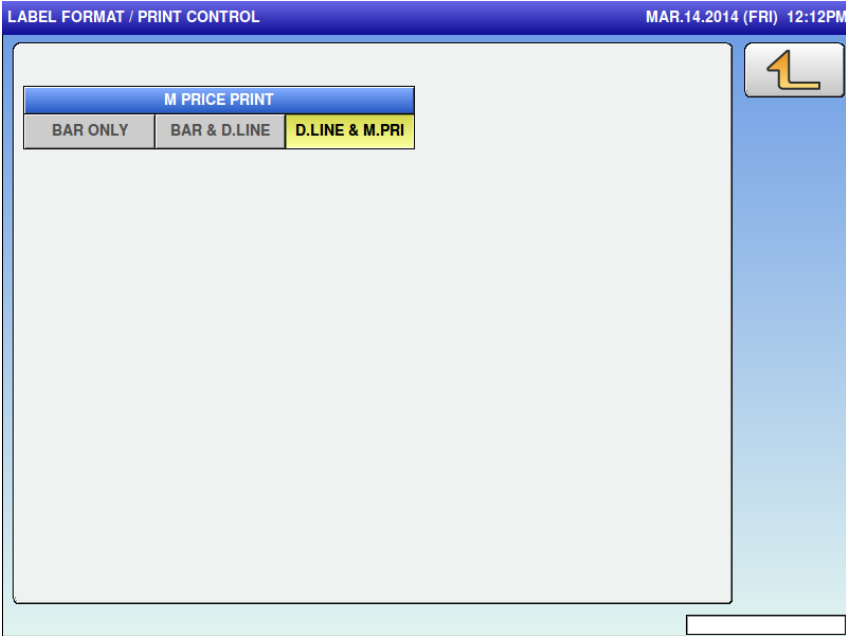 LABEL FORMAT / PRINT CONTROL MAR.14.2014 (FRI) 12:12PM
M PRICE PRINT
BAR ONLY BAR & D.LINE D.LINE & M.PRI